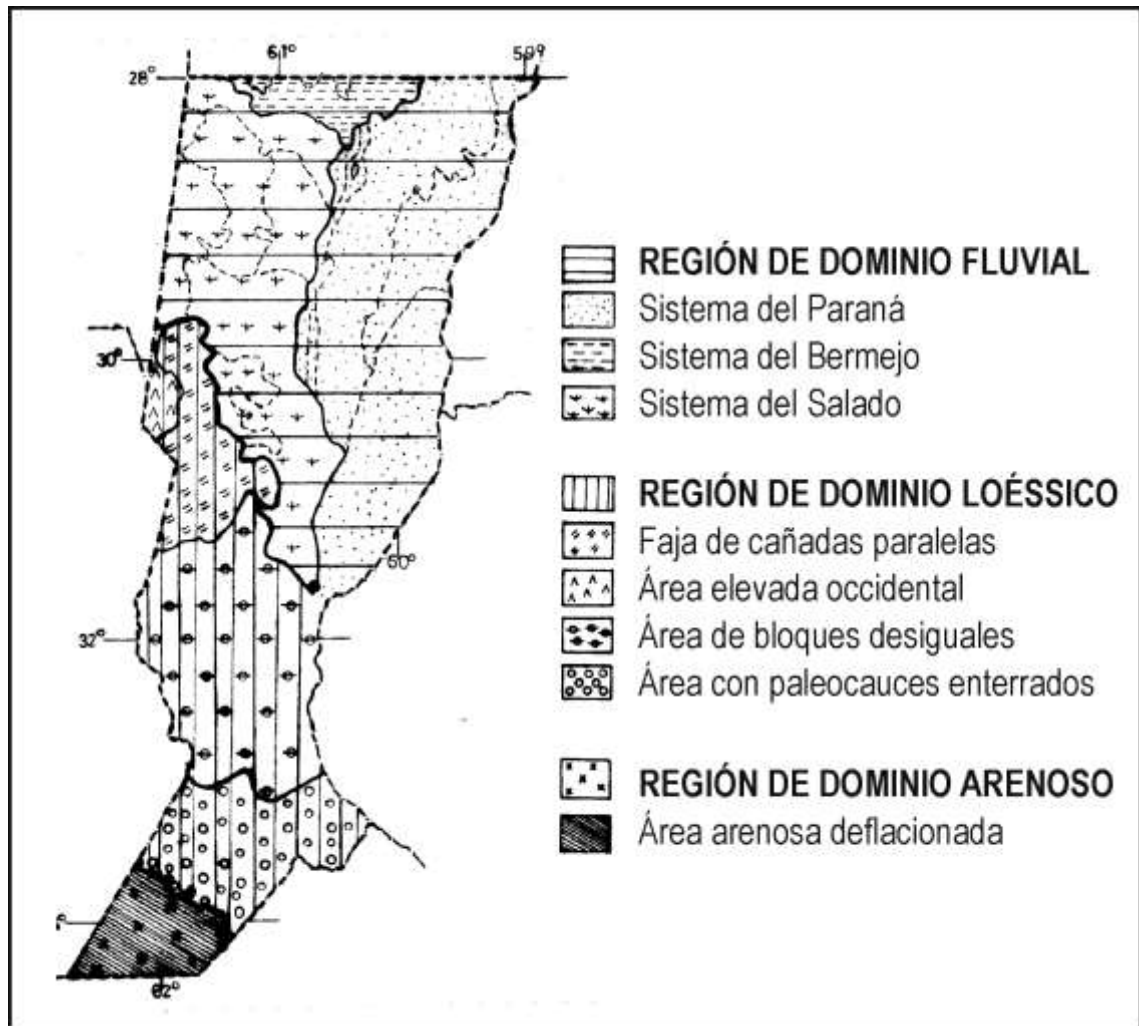 61°
59°
28°
REGIÓN DE DOMINIO FLUVIAL
Sistema del Paraná
Sistema del Bermejo
30°
Sistema del Salado
REGIÓN DE DOMINIO LOÉSSICO
Faja de cañadas paralelas
60°
Área elevada occidental
32°
Área de bloques desiguales
Área con paleocauces enterrados
REGIÓN DE DOMINIO ARENOSO
Área arenosa deflacionada
62°